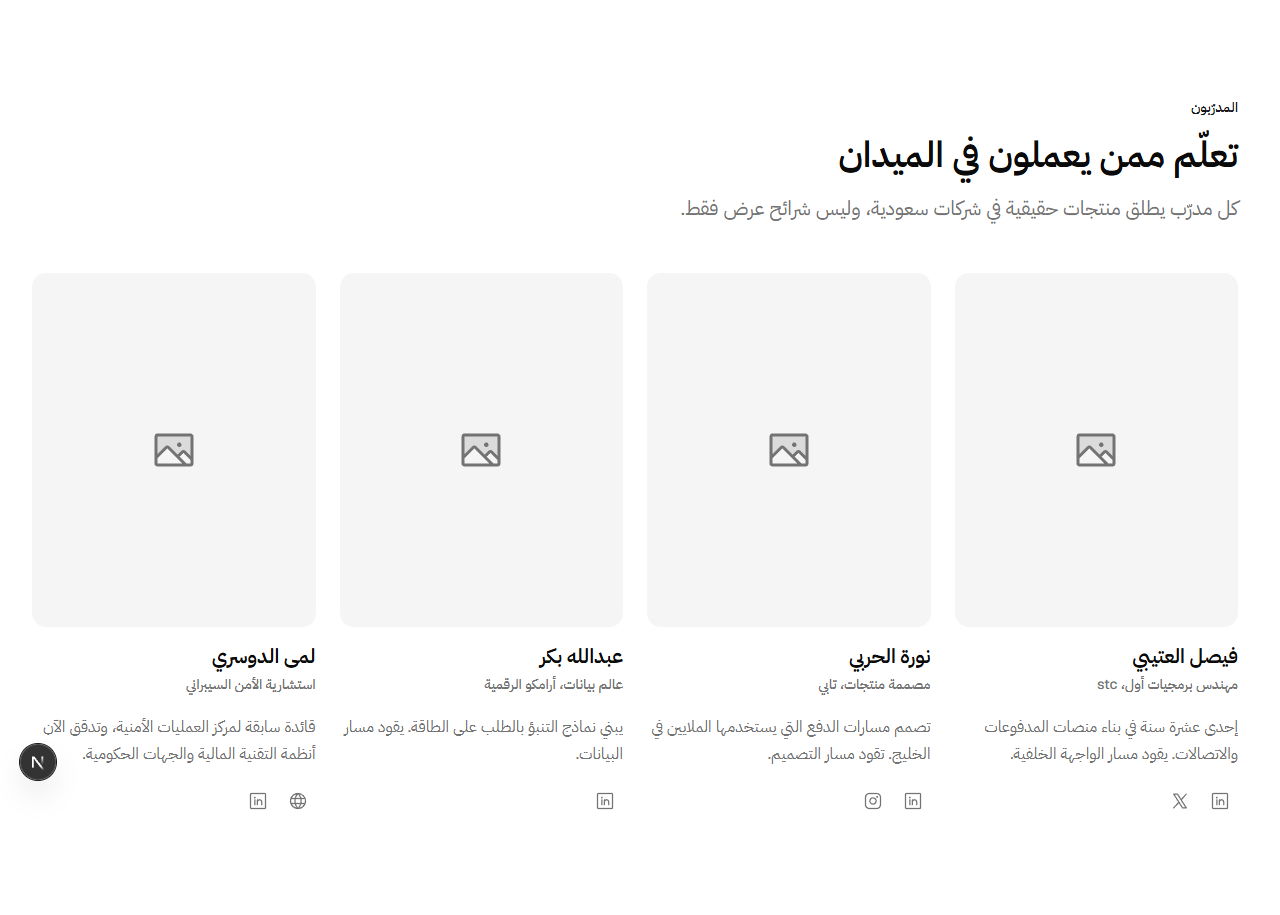 المدرّبون
تعلّم ممن يعملون في الميدان
كل مدرّب يطلق منتجات حقيقية في شركات سعودية، وليس شرائح عرض فقط.
فيصل العتيبي
مهندس برمجيات أول، stc
إحدى عشرة سنة في بناء منصات المدفوعات
والاتصالات. يقود مسار الواجهة الخلفية.
نورة الحربي
مصممة منتجات، تابي
تصمم مسارات الدفع التي يستخدمها الملايين في
الخليج. تقود مسار التصميم.
عبدالله بكر
عالم بيانات، أرامكو الرقمية
يبني نماذج التنبؤ بالطلب على الطاقة. يقود مسار
البيانات.
لمى الدوسري
استشارية الأمن السيبراني
قائدة سابقة لمركز العمليات الأمنية، وتدقق الآن
أنظمة التقنية المالية والجهات الحكومية.
N